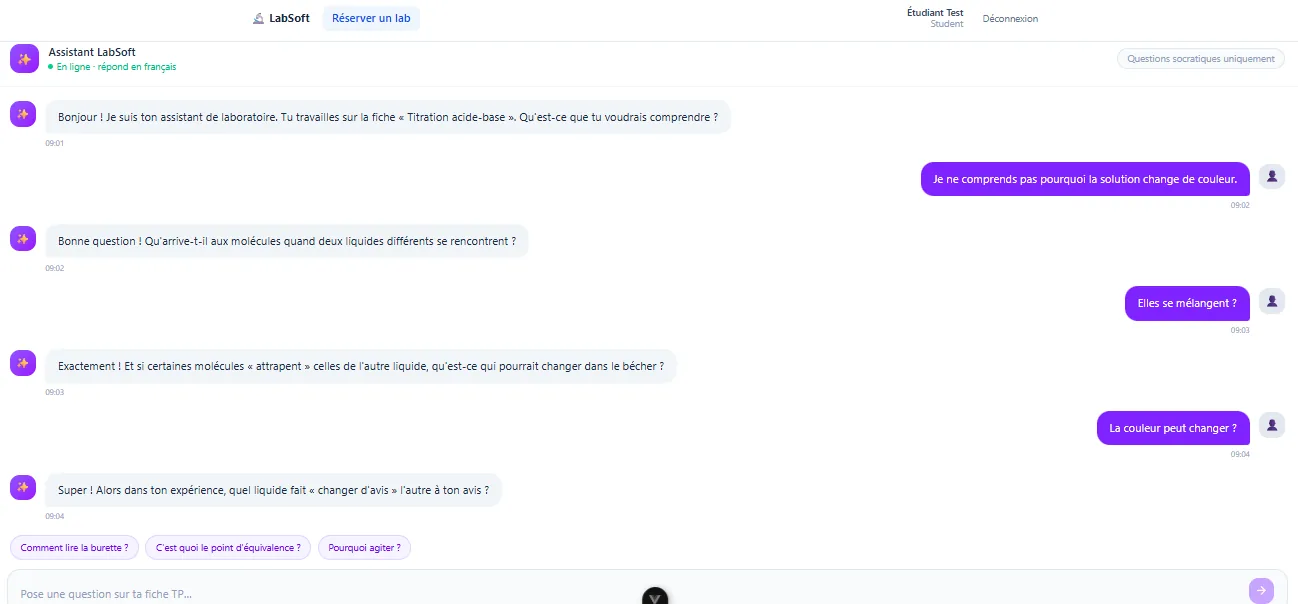 LabSoft
Réserver un lab
Étudiant Test
Student
Déconnexion
Assistant LabSoft
En ligne · répond en français
Questions socratiques uniquement
Bonjour ! Je suis ton assistant de laboratoire. Tu travailles sur la fiche « Titration acide-base ». Qu'est-ce que tu voudrais comprendre ?
09:01
Je ne comprends pas pourquoi la solution change de couleur.
09:02
Bonne question ! Qu'arrive-t-il aux molécules quand deux liquides différents se rencontrent ?
09:02
Elles se mélangent ?
09:03
Exactement ! Et si certaines molécules « attrapent » celles de l'autre liquide, qu'est-ce qui pourrait changer dans le bécher ?
09:03
La couleur peut changer ?
09:04
Super ! Alors dans ton expérience, quel liquide fait « changer d'avis » l'autre à ton avis ?
09:04
Comment lire la burette ?
C'est quoi le point d'équivalence ?
Pourquoi agiter ?
Pose une question sur ta fiche TP...